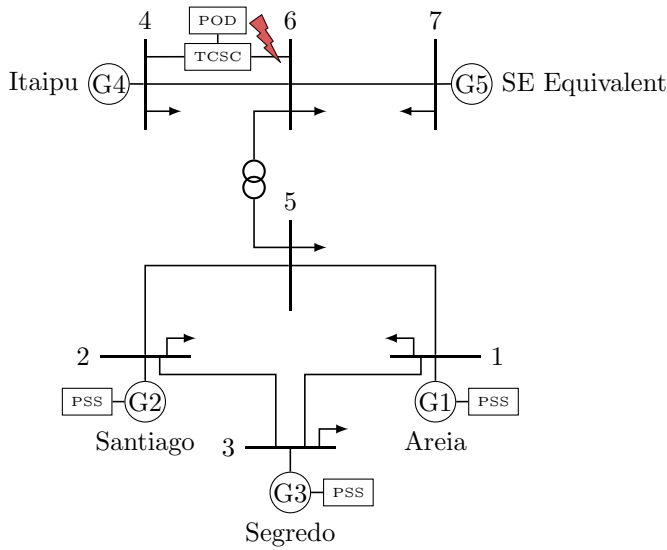 POD
4
6
7
TCSC
Itaipu
G4
G5
SE Equivalent
5
2
1
PSS
G2
G1
PSS
Santiago
3
Areia
G3
PSS
Segredo